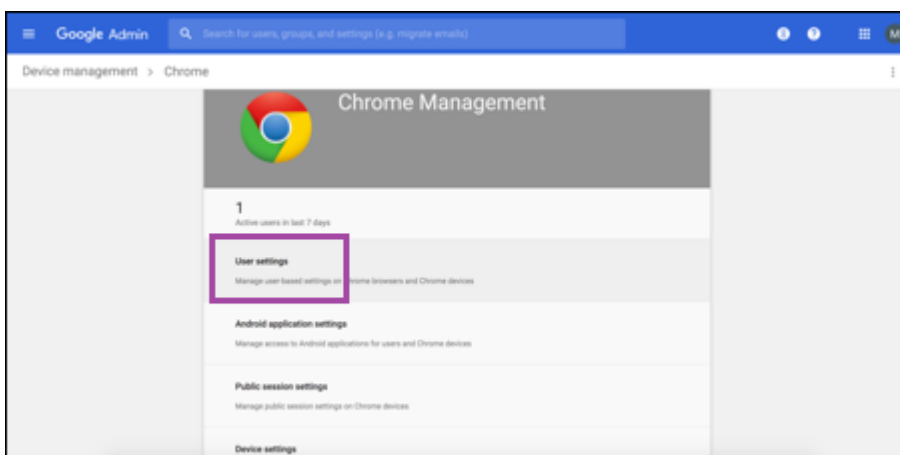 Google Admin
Search for users, groups, and settings (e.g. migrate emails)
M
Device management > Chrome
Chrome Management
1
Active users in last 7 days
User settings
Manage user based settings on Chrome browsers and Chrome devices
Android application settings
Manage access to Android applications for users and Chrome devices
Public session settings
Manage public session settings on Chrome devices
Device settings